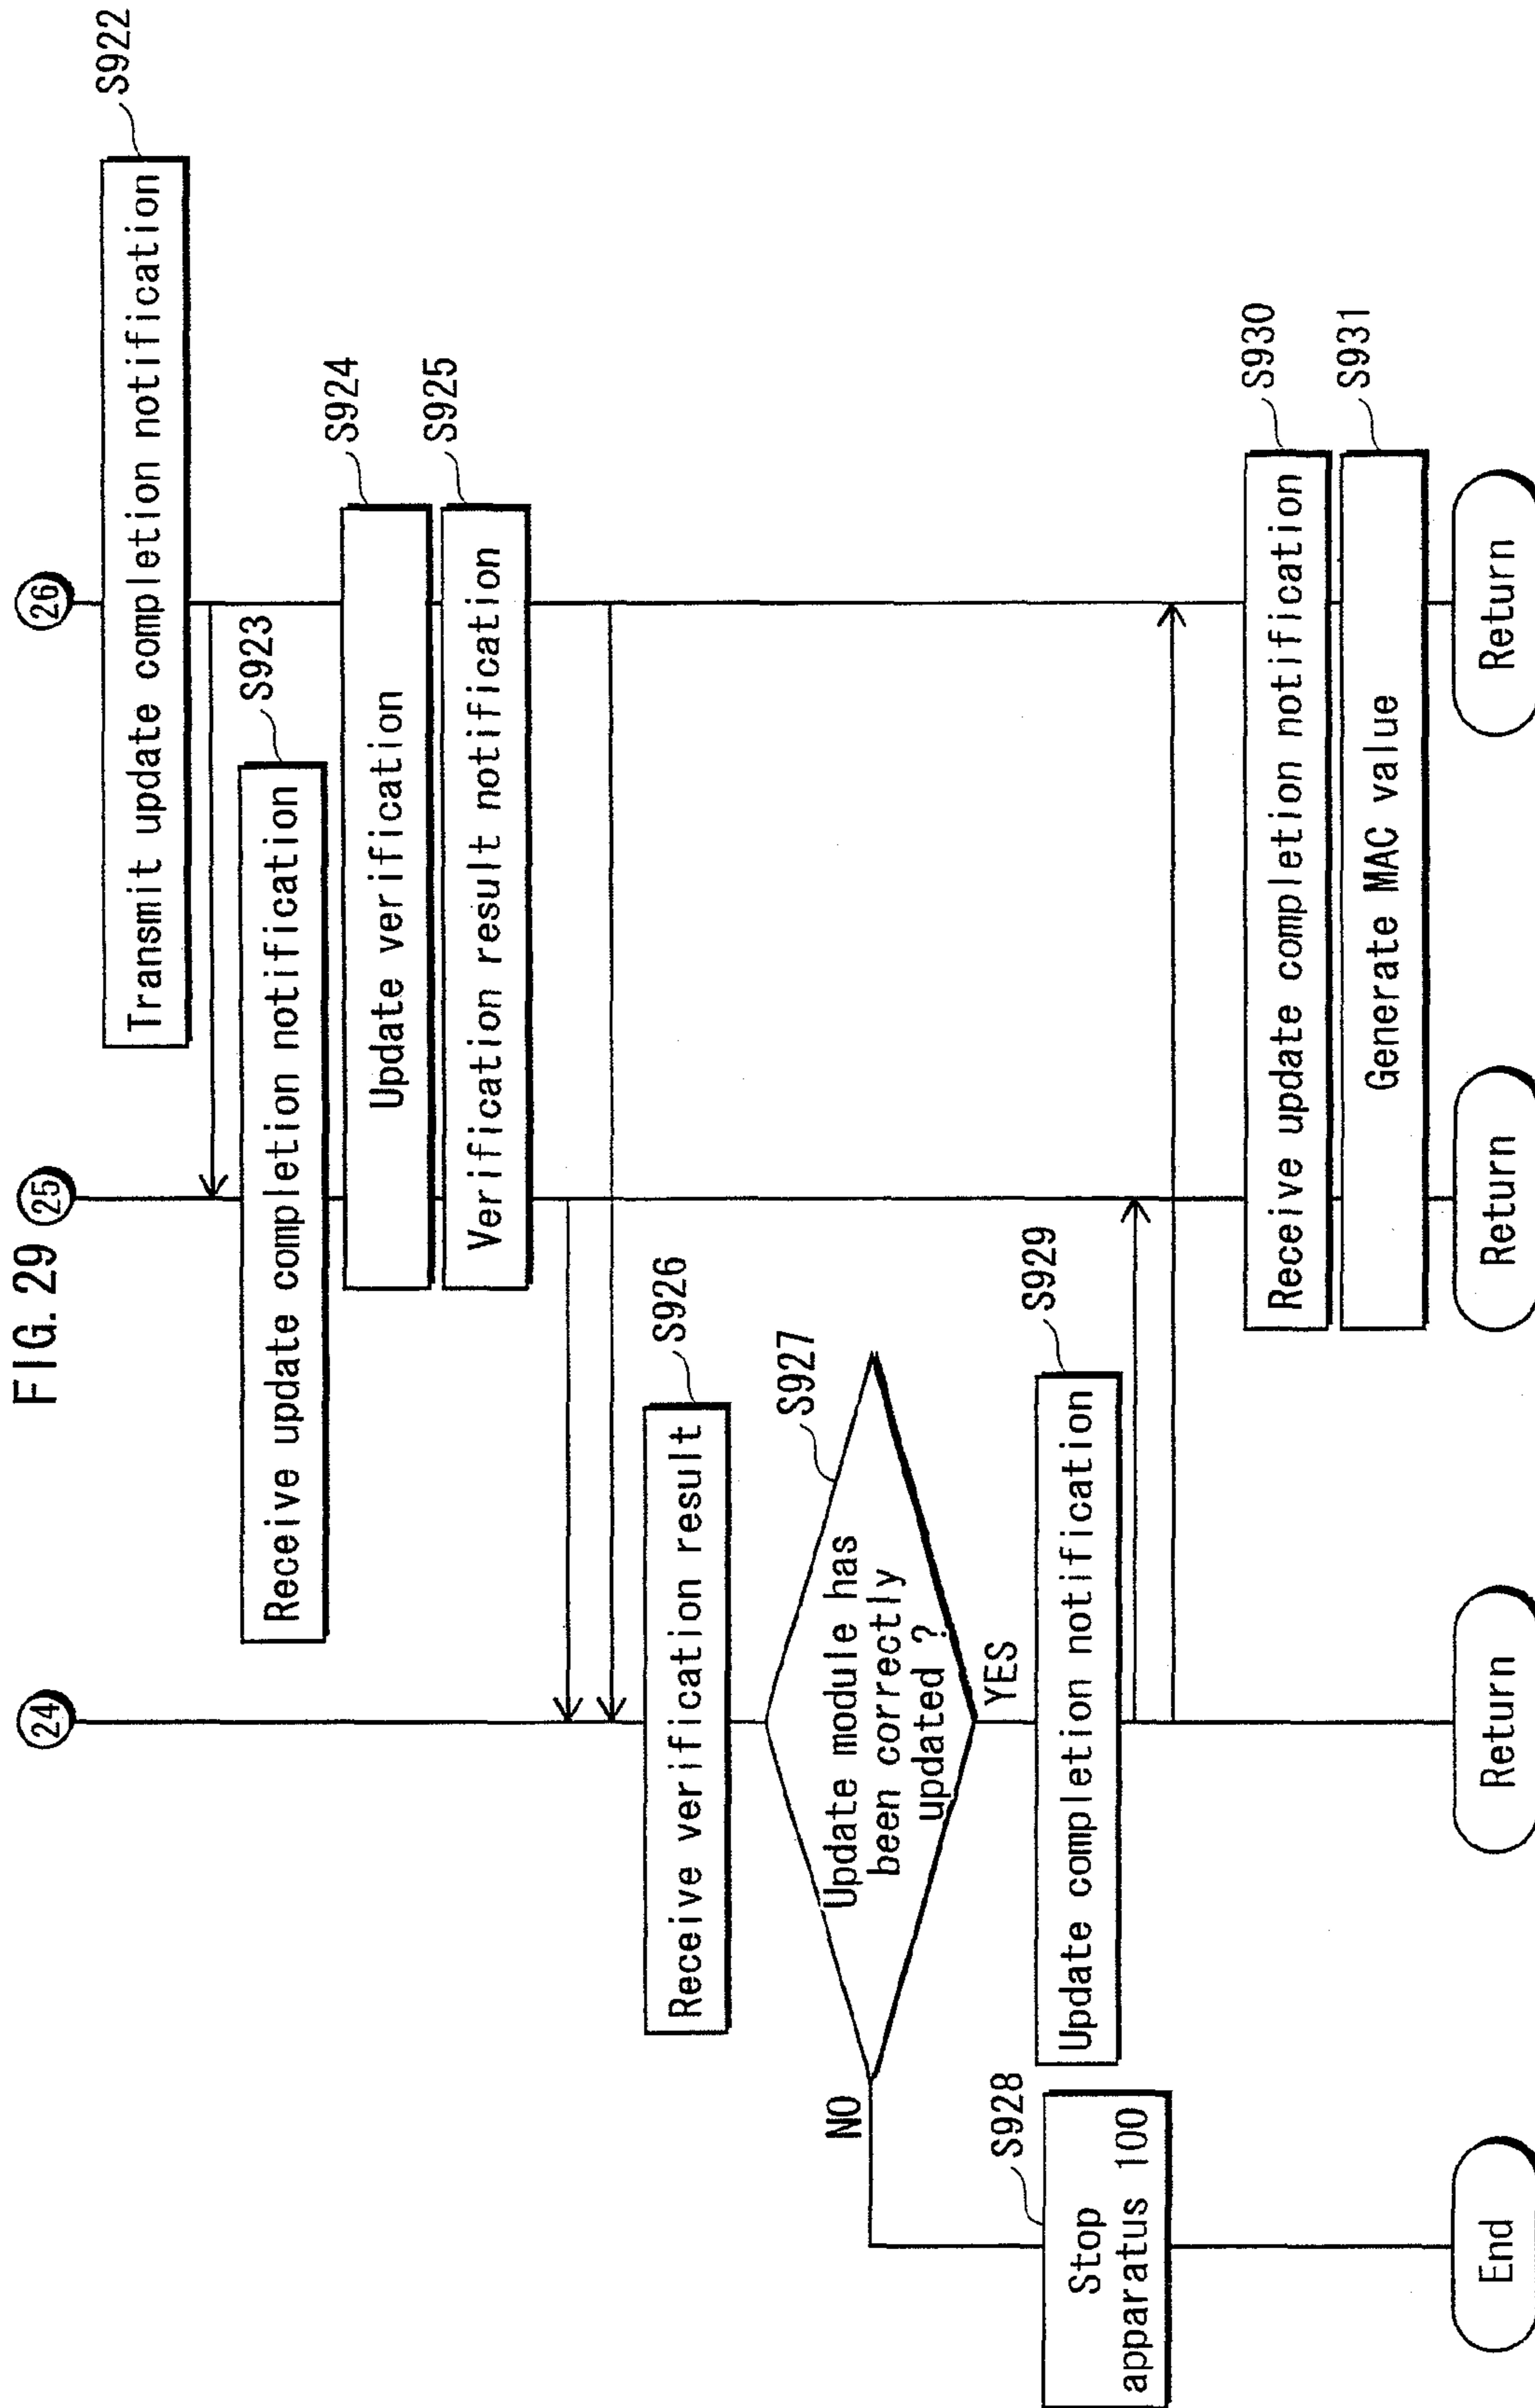 FIG. 29
24
25
26
S922
Transmit update completion notification
S923
Receive update completion notification
S924
Update verification
S925
Verification result notification
S926
Receive verification result
S927
Update module has
been correctly
updated ?
NO
YES
S928
Stop
apparatus 100
S929
Update completion notification
S930
Receive update completion notification
S931
Generate MAC value
End
Return
Return
Return